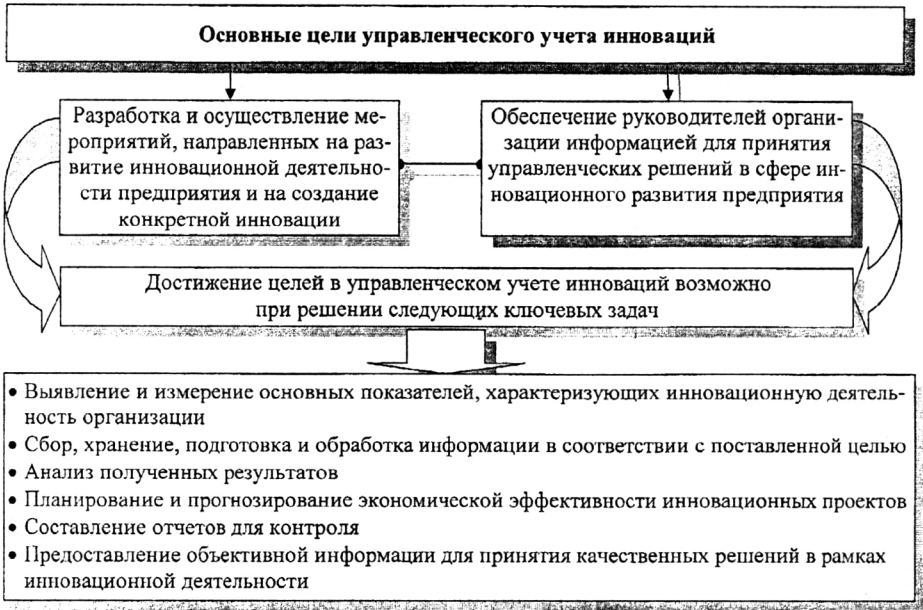 Основные цели управленческого учета инноваций
Разработка и осуществление ме-
роприятий, направленных на раз-
витие инновационной деятельно-
сти предприятия и на создание
конкретной инновации
Обеспечение руководителей органи-
зации информацией для принятия
управленческих решений в сфере ин-
новационного развития предприятия
Достижение целей в управленческом учете инноваций возможно
при решении следующих ключевых задач
• Выявление и измерение основных показателей, характеризующих инновационную деятель-
ность организации
• Сбор, хранение, подготовка и обработка информации в соответствии с поставленной целью
• Анализ полученных результатов
• Планирование и прогнозирование экономической эффективности инновационных проектов
• Составление отчетов для контроля
• Предоставление объективной информации для принятия качественных решений в рамках
инновационной деятельности